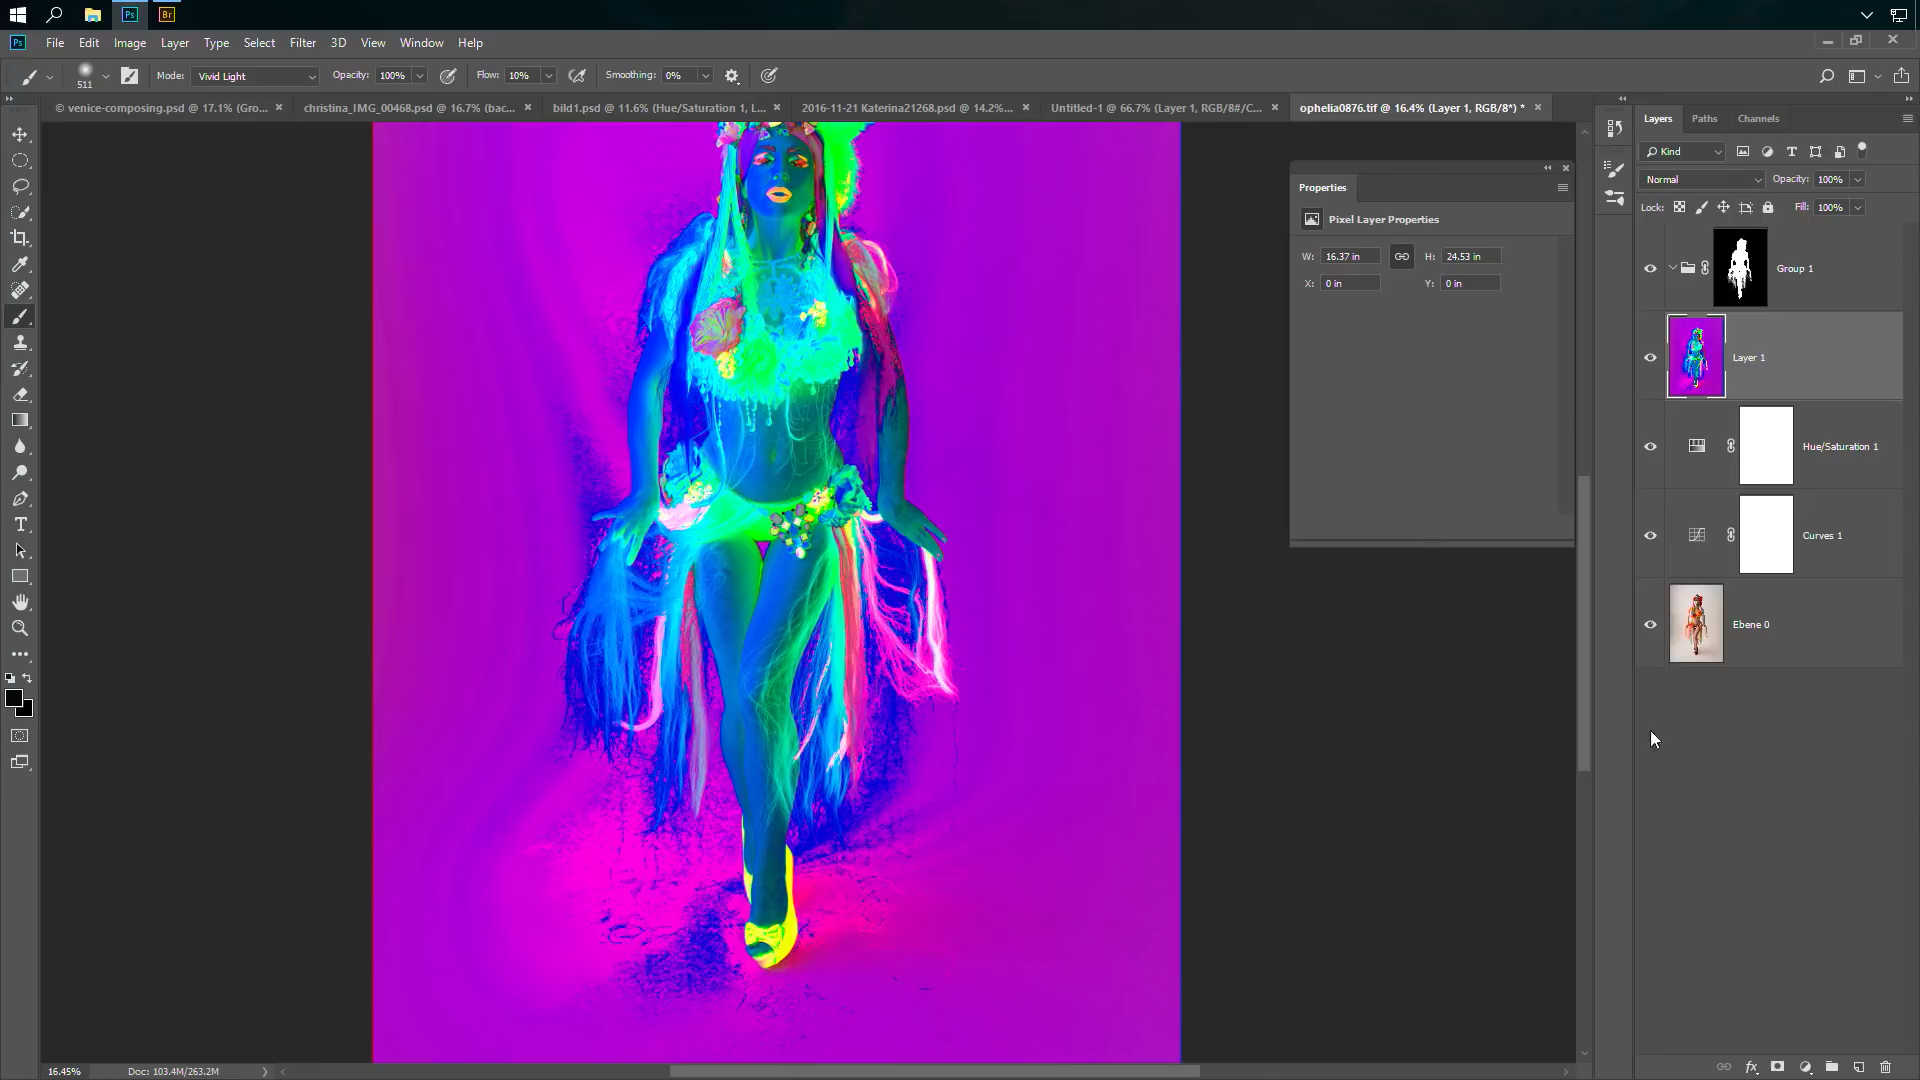 Ps
Br
Ps
File Edit Image Layer Type Select Filter 3D View Window Help
511 Mode: Vivid Light Opacity: 100% Flow: 10% Smoothing: 0%
© venice-composing.psd @ 17.1% (Gro... × christina_IMG_00468.psd @ 16.7% (bac... × bild1.psd @ 11.6% (Hue/Saturation 1, L... × 2016-11-21 Katerina21268.psd @ 14.2%... × Untitled-1 @ 66.7% (Layer 1, RGB/8#/C... × ophelia0876.tif @ 16.4% (Layer 1, RGB/8*) * ×
Layers Paths Channels
Kind
Normal Opacity: 100%
Lock: Fill: 100%
Properties
Pixel Layer Properties
W: 16.37 in H: 24.53 in
X: 0 in Y: 0 in
Group 1
Layer 1
Hue/Saturation 1
Curves 1
Ebene 0
16.45% Doc: 103.4M/263.2M
fx